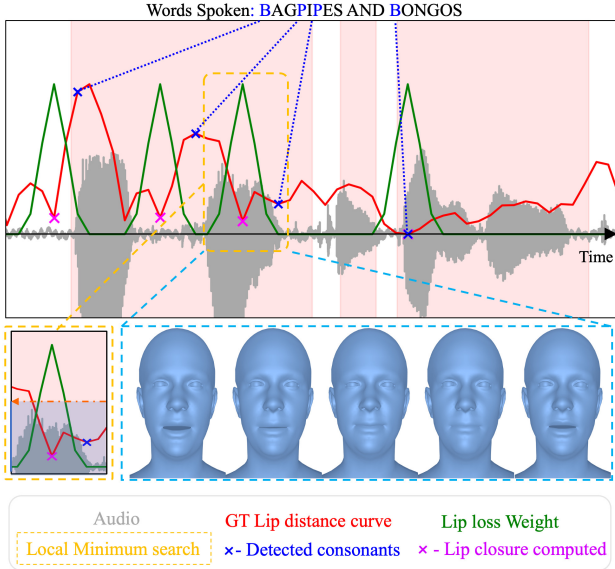 Words Spoken: BAGPIPES AND BONGOS
Time
Audio
GT Lip distance curve
Lip loss Weight
Local Minimum search
×- Detected consonants
× - Lip closure computed